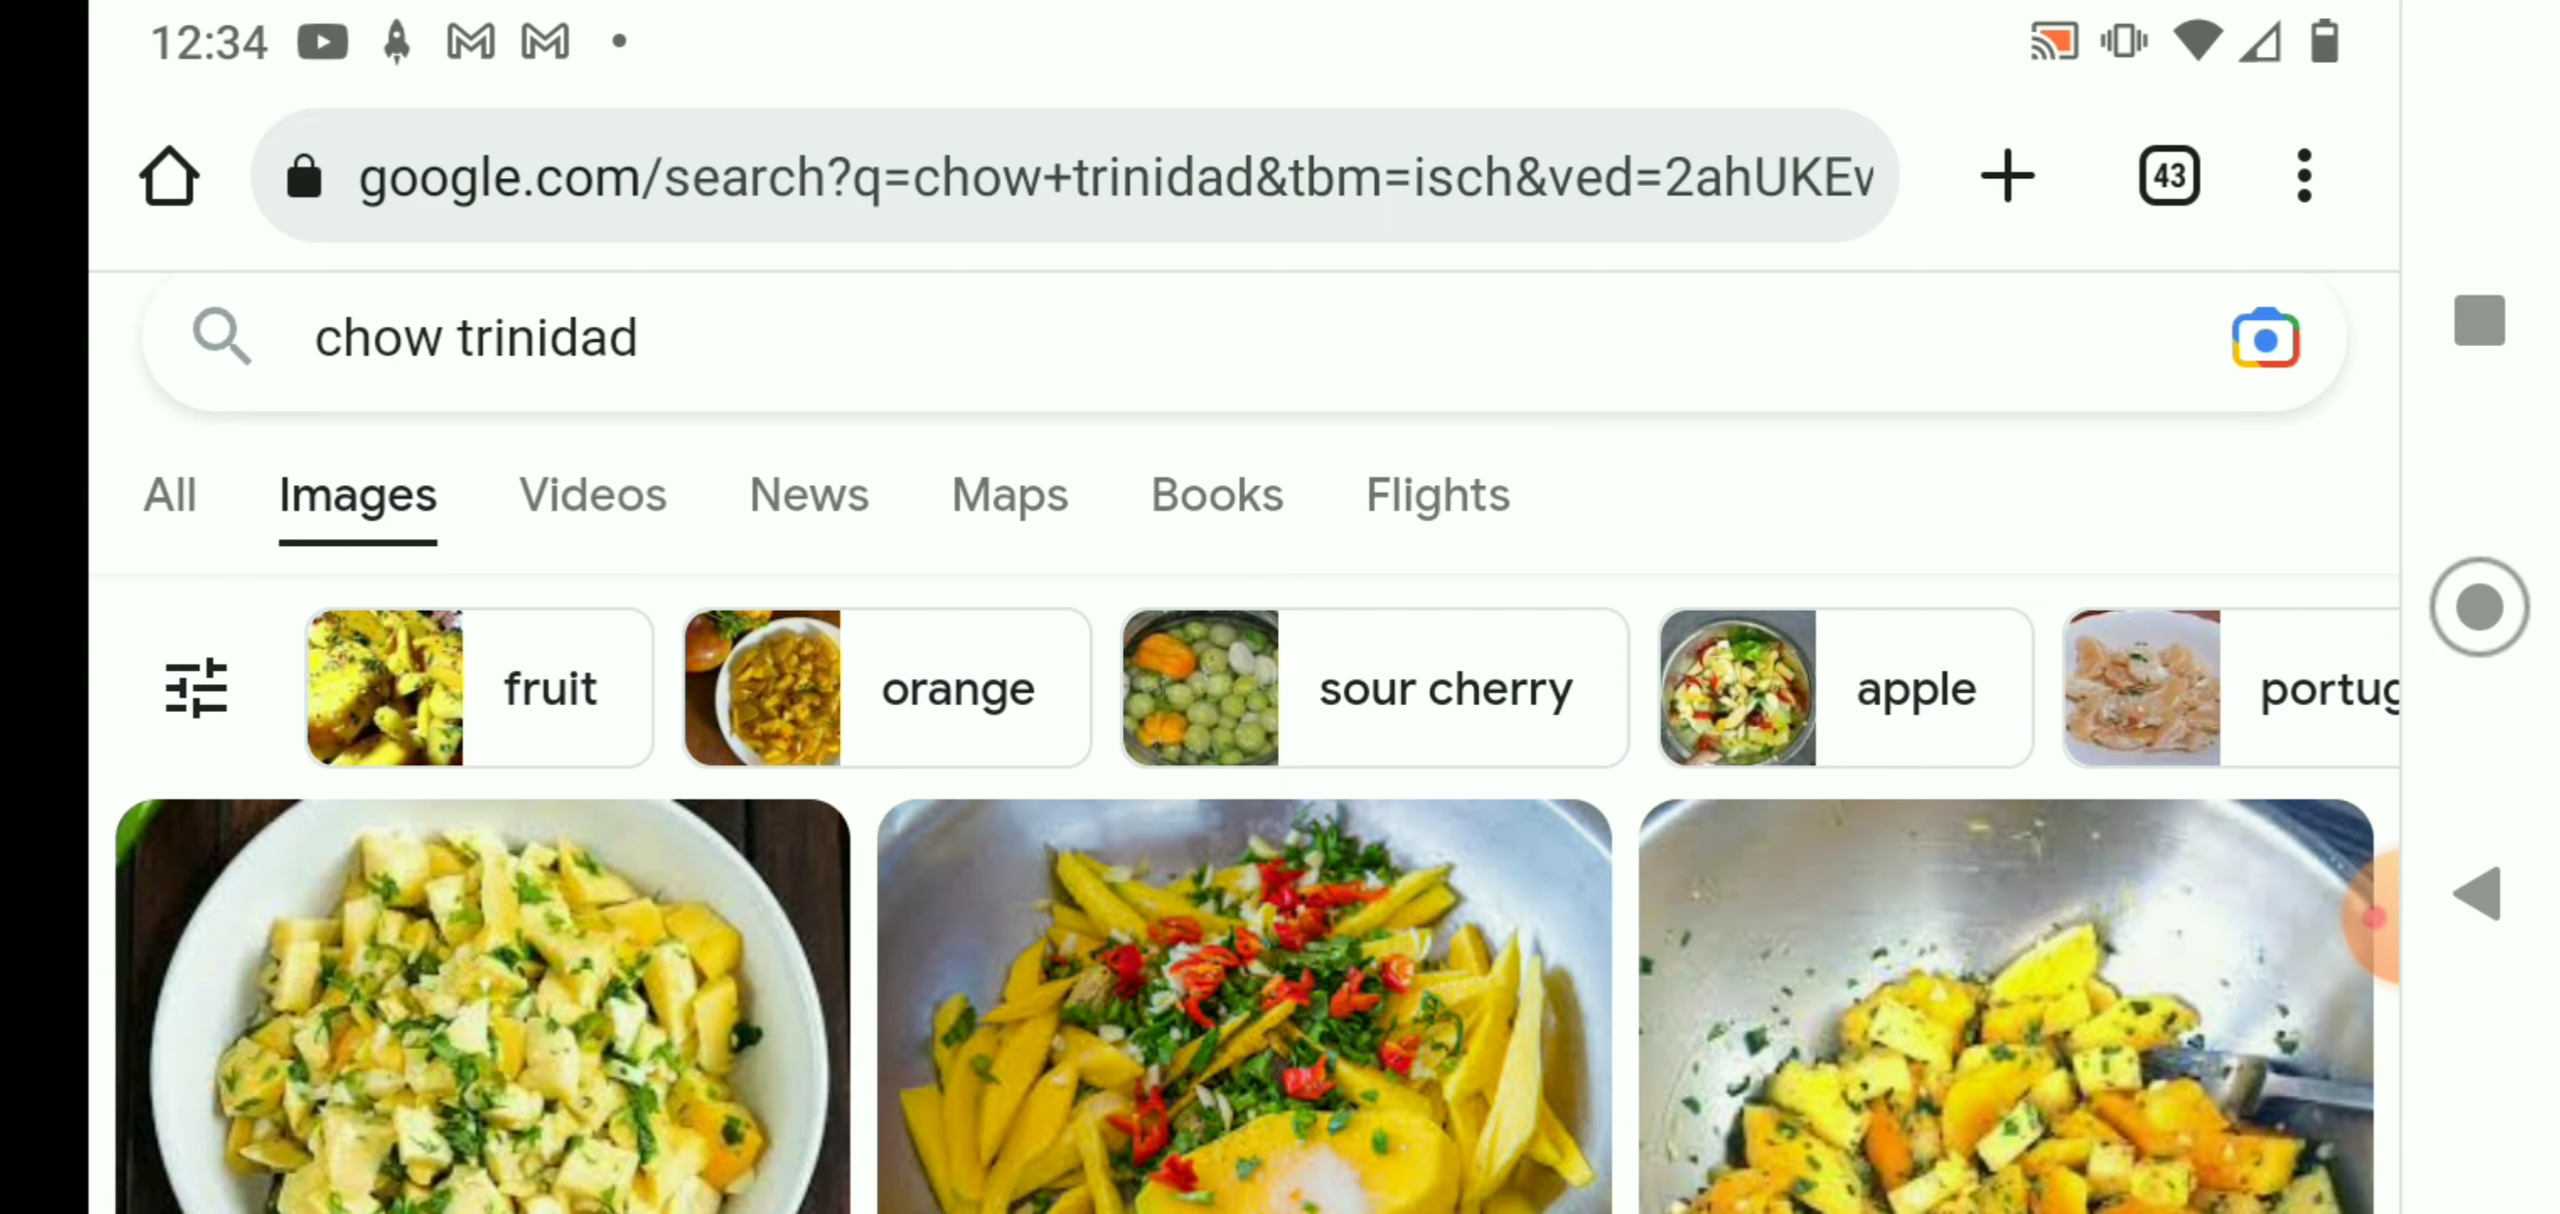 12:34
google.com/search?q=chow+trinidad&tbm=isch&ved=2ahUKEv
43
chow trinidad
All Images Videos News Maps Books Flights
fruit orange sour cherry apple portug